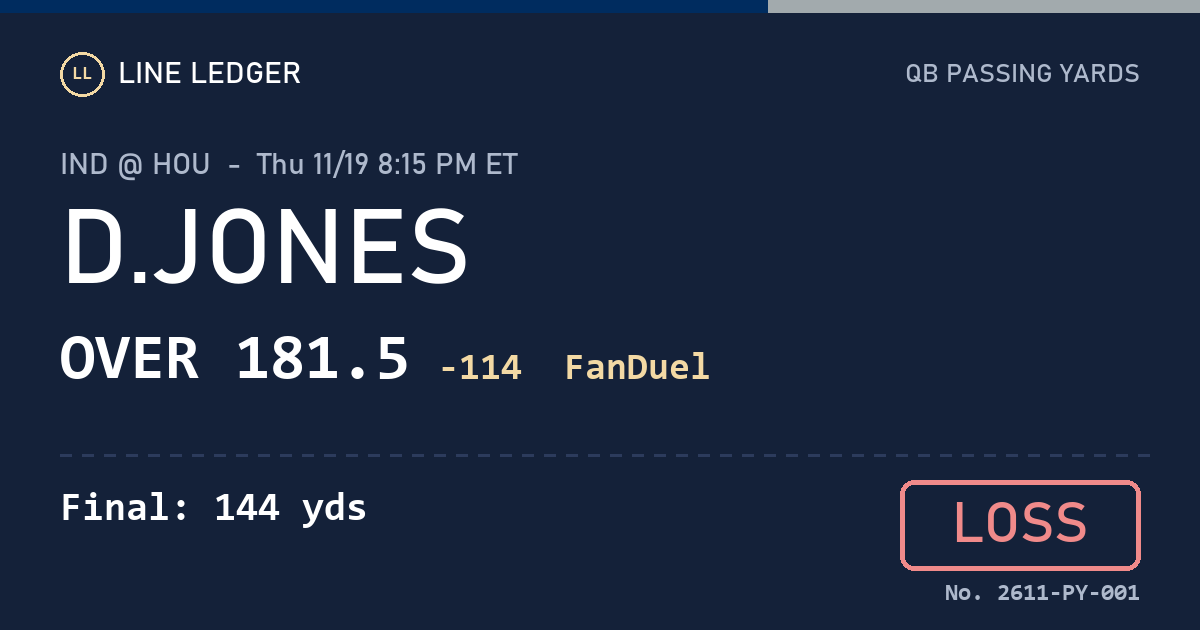 LL LINE LEDGER
QB PASSING YARDS
IND @ HOU - Thu 11/19 8:15 PM ET
D.JONES
OVER 181.5 -114 FanDuel
Final: 144 yds
LOSS
No. 2611-PY-001